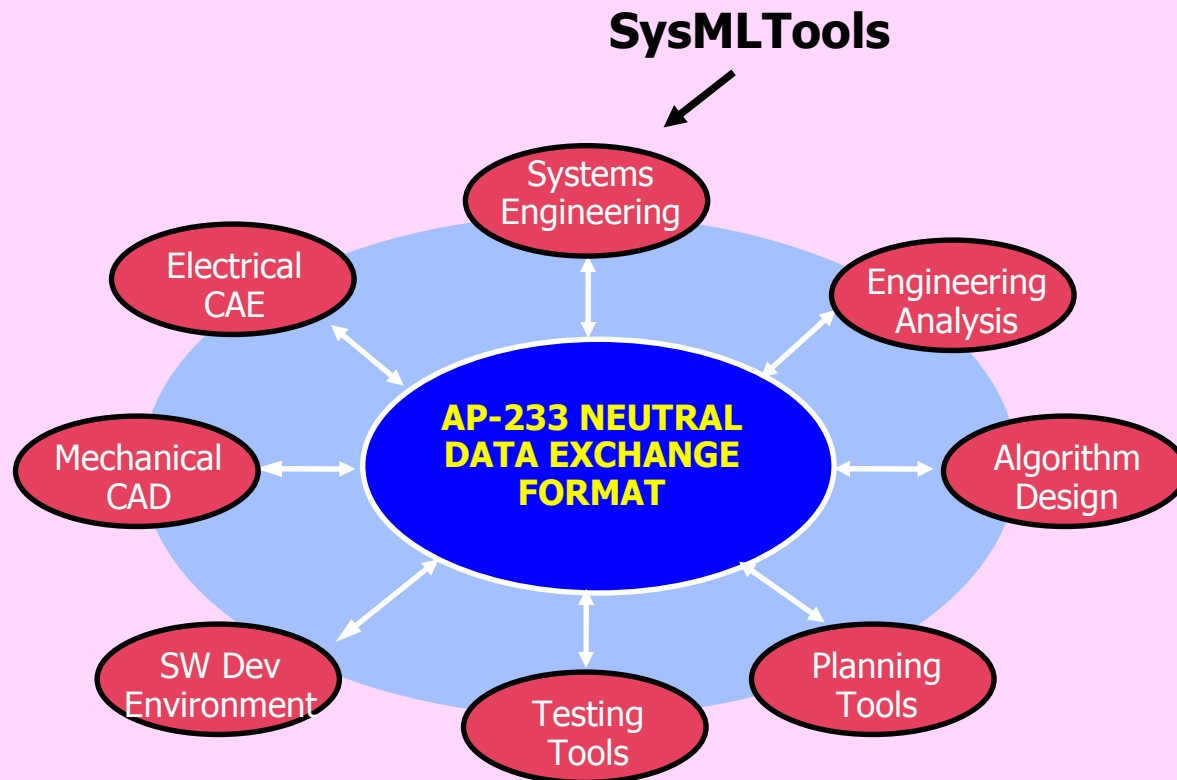 SysMLTools
Systems
Engineering
Electrical
CAE
Engineering
Analysis
AP-233 NEUTRAL
DATA EXCHANGE
FORMAT
Mechanical
CAD
Algorithm
Design
SW Dev
Environment
Testing
Tools
Planning
Tools